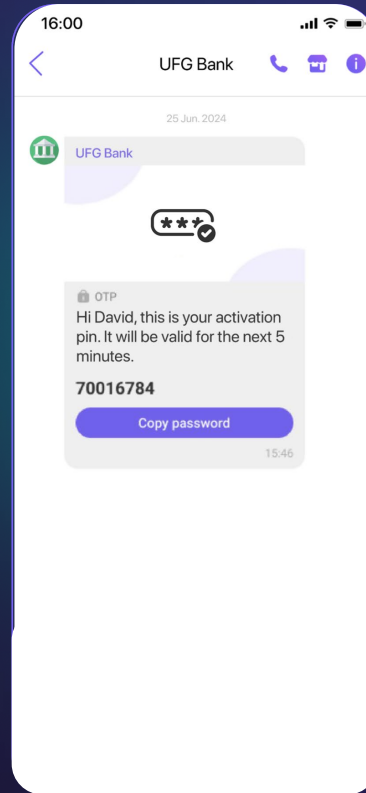 16:00
UFG Bank
25 Jun. 2024
UFG Bank
***
OTP
Hi David, this is your activation
pin. It will be valid for the next 5
minutes.
70016784
Copy password
15:46